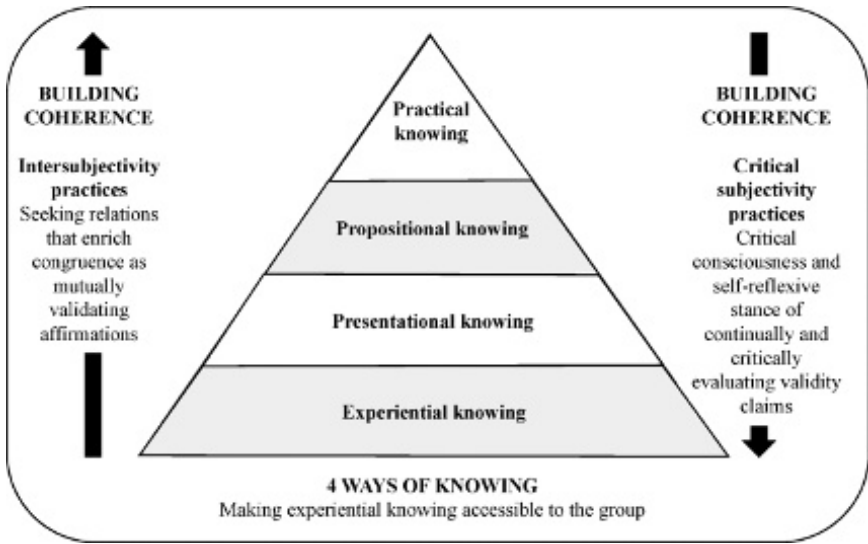 BUILDING
COHERENCE
Intersubjectivity
practices
Seeking relations
that enrich
congruence as
mutually
validating
affirmations
Practical
knowing
Propositional knowing
Presentational knowing
Experiential knowing
BUILDING
COHERENCE
Critical
subjectivity
practices
Critical
consciousness and
self-reflexive
stance of
continually and
critically
evaluating validity
claims
4 WAYS OF KNOWING
Making experiential knowing accessible to the group